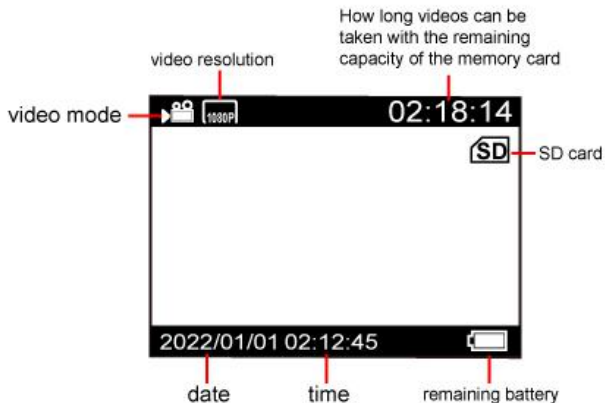 How long videos can be
taken with the remaining
capacity of the memory card
video resolution
video mode
1080P
02:18:14
SD
SD card
2022/01/01 02:12:45
date
time
remaining battery